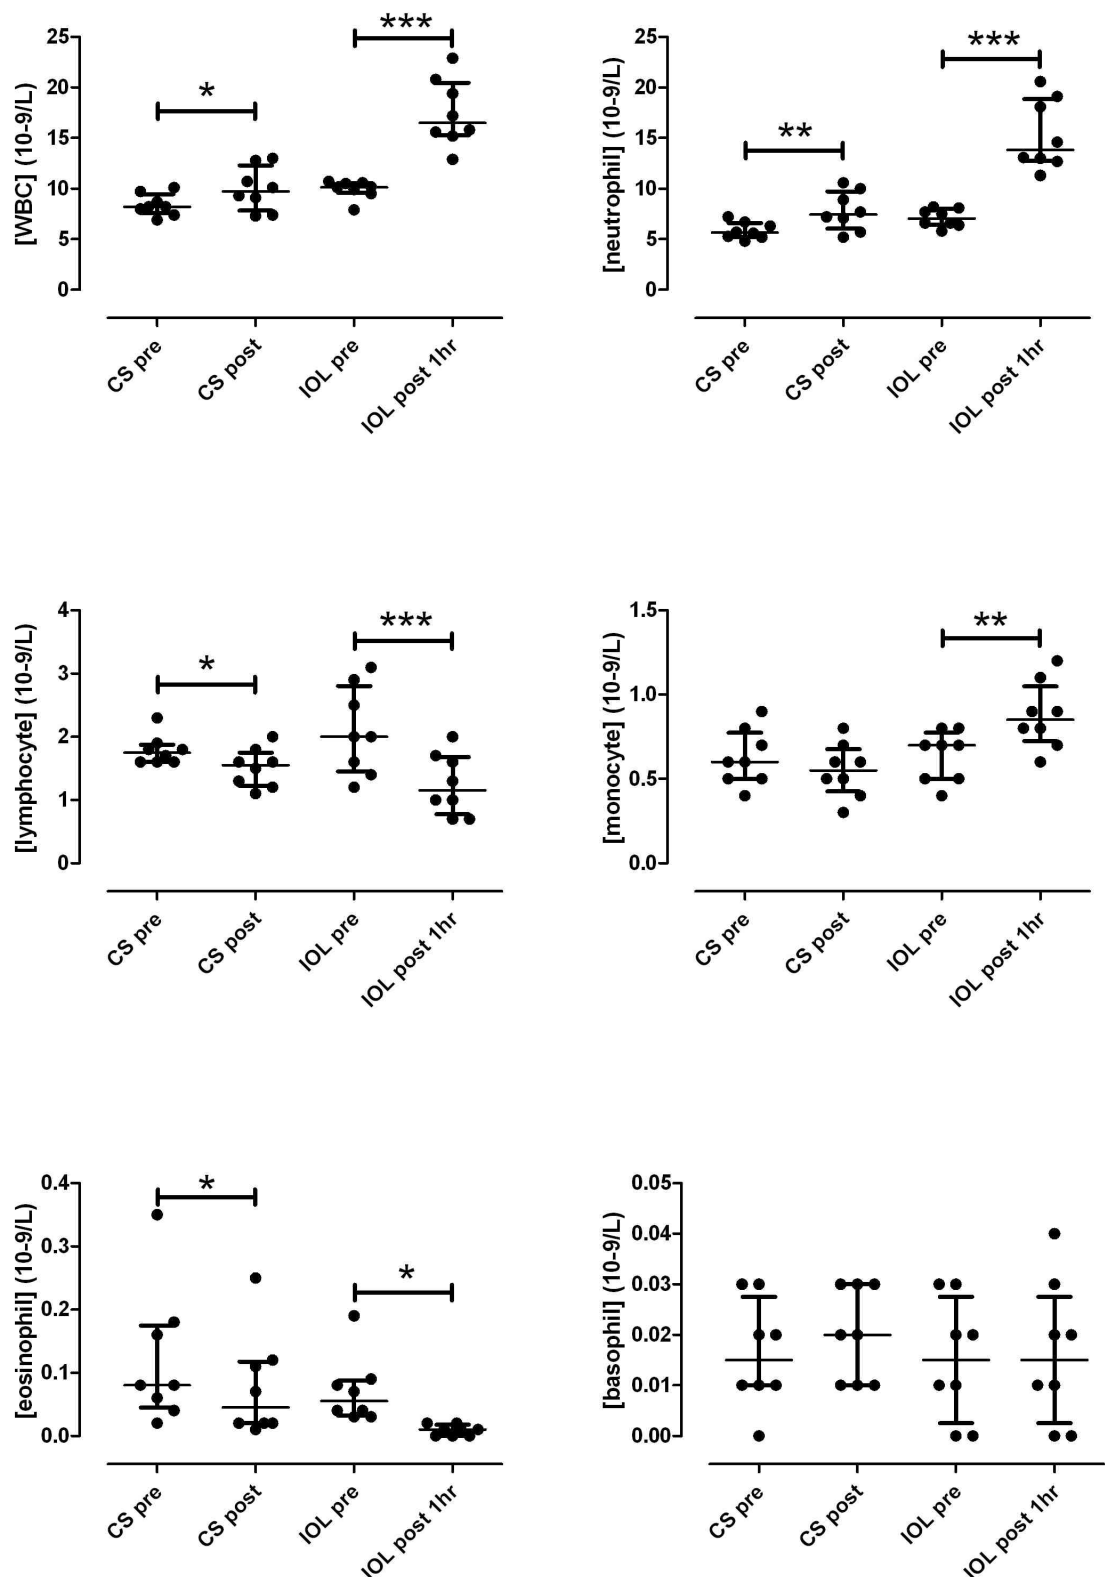 [WBC] (10-9/L)
25
20
15
10
5
0
*
***
CS pre
CS post
IOL pre
IOL post 1hr
[neutrophil] (10-9/L)
25
20
15
10
5
0
**
***
CS pre
CS post
IOL pre
IOL post 1hr
[lymphocyte] (10-9/L)
4
3
2
1
0
*
***
CS pre
CS post
IOL pre
IOL post 1hr
[monocyte] (10-9/L)
1.5
1.0
0.5
0.0
**
CS pre
CS post
IOL pre
IOL post 1hr
[eosinophil] (10-9/L)
0.4
0.3
0.2
0.1
0.0
*
*
CS pre
CS post
IOL pre
IOL post 1hr
[basophil] (10-9/L)
0.05
0.04
0.03
0.02
0.01
0.00
CS pre
CS post
IOL pre
IOL post 1hr